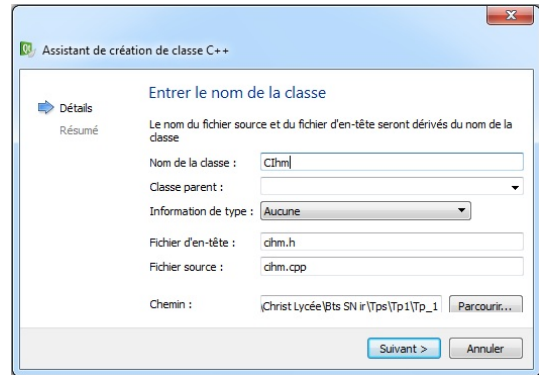 Assistant de création de classe C++
Détails
Résumé
Entrer le nom de la classe
Le nom du fichier source et du fichier d'en-tête seront dérivés du nom de la
classe
Nom de la classe : CIhm
Classe parent :
Information de type : Aucune
Fichier d'en-tête : cihm.h
Fichier source : cihm.cpp
Chemin : \Christ Lycée\Bts SN ir\Tps\Tp1\Tp_1 Parcourir...
Suivant > Annuler